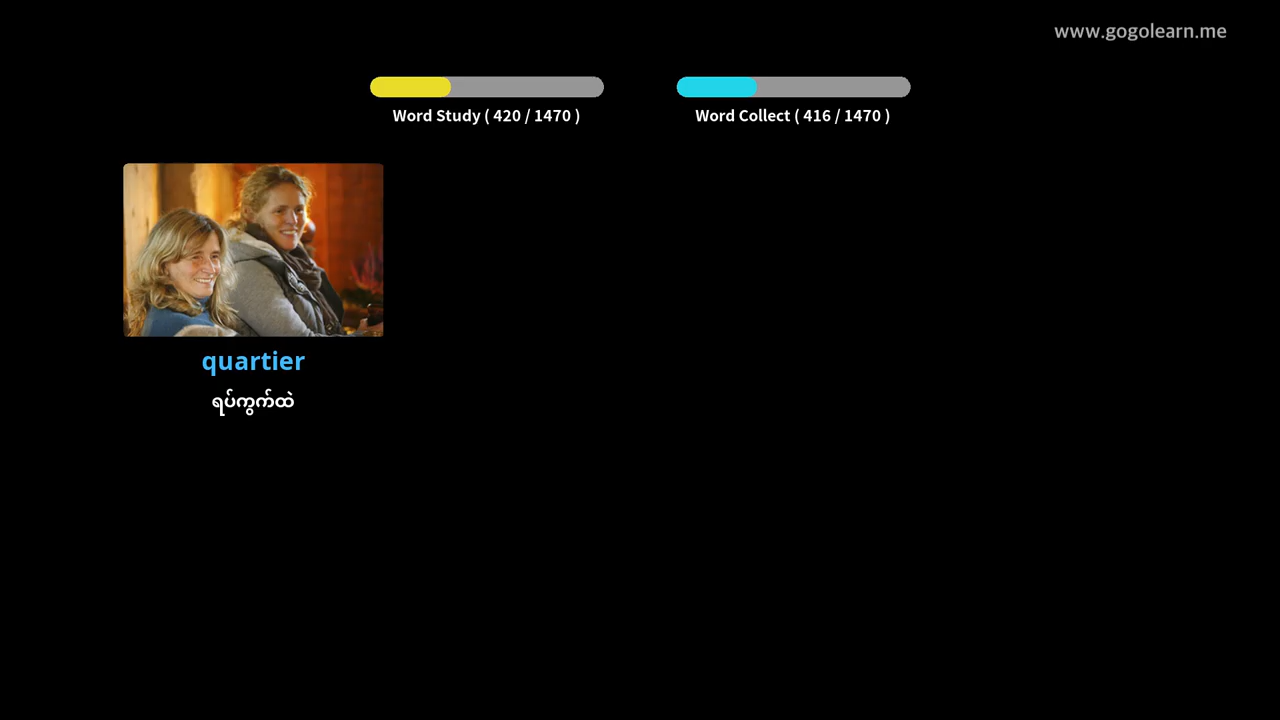 www.gogolearn.me
Word Study ( 420 / 1470 )
Word Collect ( 416 / 1470 )
quartier
ရပ်ကွက်ထဲ